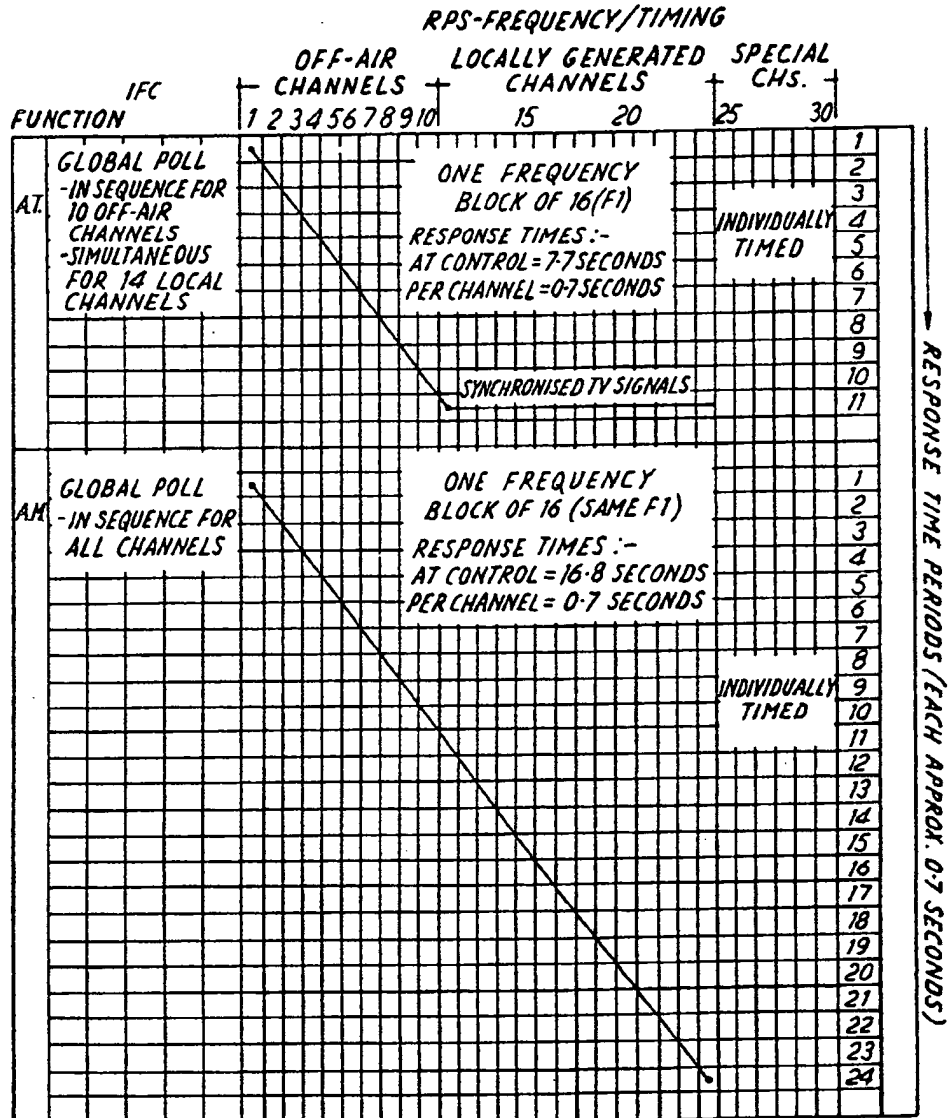 RPS-FREQUENCY/TIMING
OFF-AIR CHANNELS
LOCALLY GENERATED CHANNELS
SPECIAL CHs.
IFC
FUNCTION
1 2 3 4 5 6 7 8 9 10 15 20 25 30
A.T.
GLOBAL POLL
-IN SEQUENCE FOR
10 OFF-AIR
CHANNELS
-SIMULTANEOUS
FOR 14 LOCAL
CHANNELS
ONE FREQUENCY
BLOCK OF 16(F1)
RESPONSE TIMES:-
AT CONTROL=7·7SECONDS
PER CHANNEL=0·7SECONDS
INDIVIDUALLY
TIMED
SYNCHRONISED TV SIGNALS
1
2
3
4
5
6
7
8
9
10
11
A.M.
GLOBAL POLL
-IN SEQUENCE FOR
ALL CHANNELS
ONE FREQUENCY
BLOCK OF 16 (SAME F1)
RESPONSE TIMES:-
AT CONTROL=16·8 SECONDS
PER CHANNEL= 0·7 SECONDS
INDIVIDUALLY
TIMED
1
2
3
4
5
6
7
8
9
10
11
12
13
14
15
16
17
18
19
20
21
22
23
24
RESPONSE TIME PERIODS (EACH APPROX. 0·7 SECONDS)